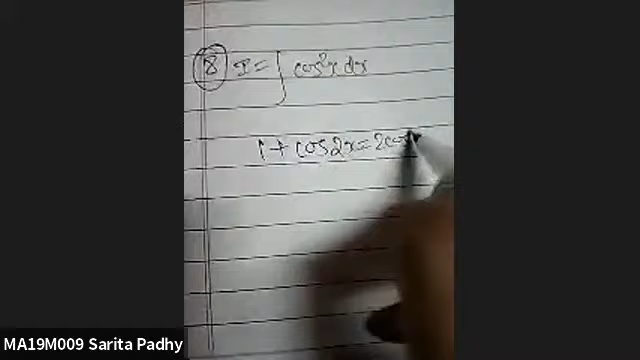 8 I = ∫ cos²x dx
1 + cos2x = 2cos
MA19M009 Sarita Padhy